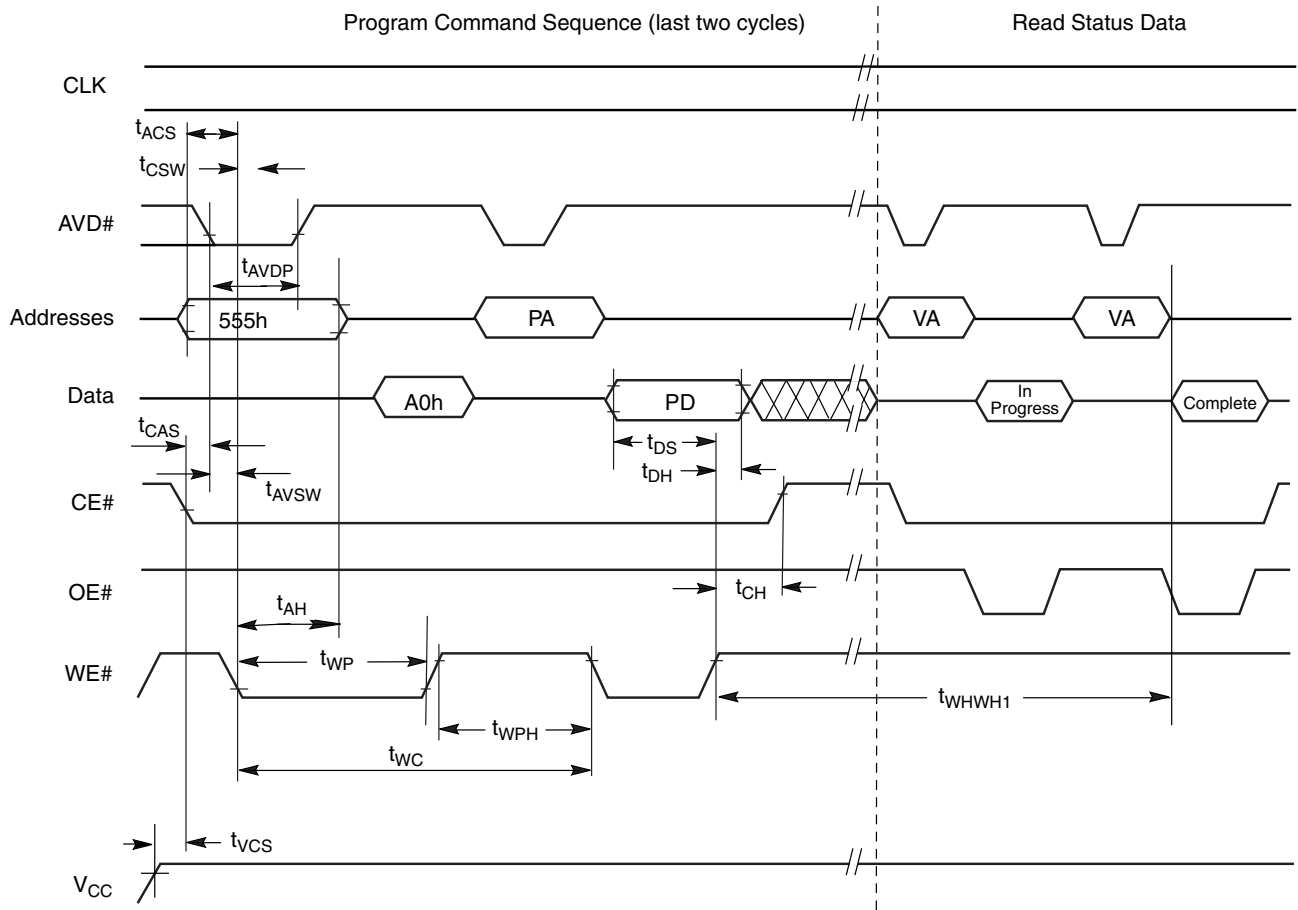 Program Command Sequence (last two cycles)
Read Status Data
CLK
tACS
tCSW
AVD#
tAVDP
Addresses
555h
PA
VA
VA
Data
A0h
PD
In
Progress
Complete
tCAS
tDS
tDH
tAVSW
CE#
OE#
tCH
tAH
WE#
tWP
tWHWH1
tWPH
tWC
tVCS
VCC